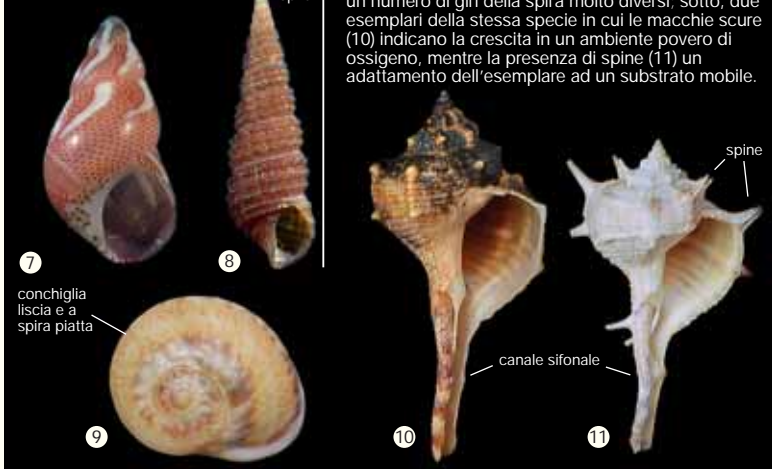 un numero di giri della spira molto diversi; sotto, due
esemplari della stessa specie in cui le macchie scure
(10) indicano la crescita in un ambiente povero di
ossigeno, mentre la presenza di spine (11) un
adattamento dell'esemplare ad un substrato mobile.
spine
7
8
conchiglia
liscia e a
spira piatta
canale sifonale
9
10
11